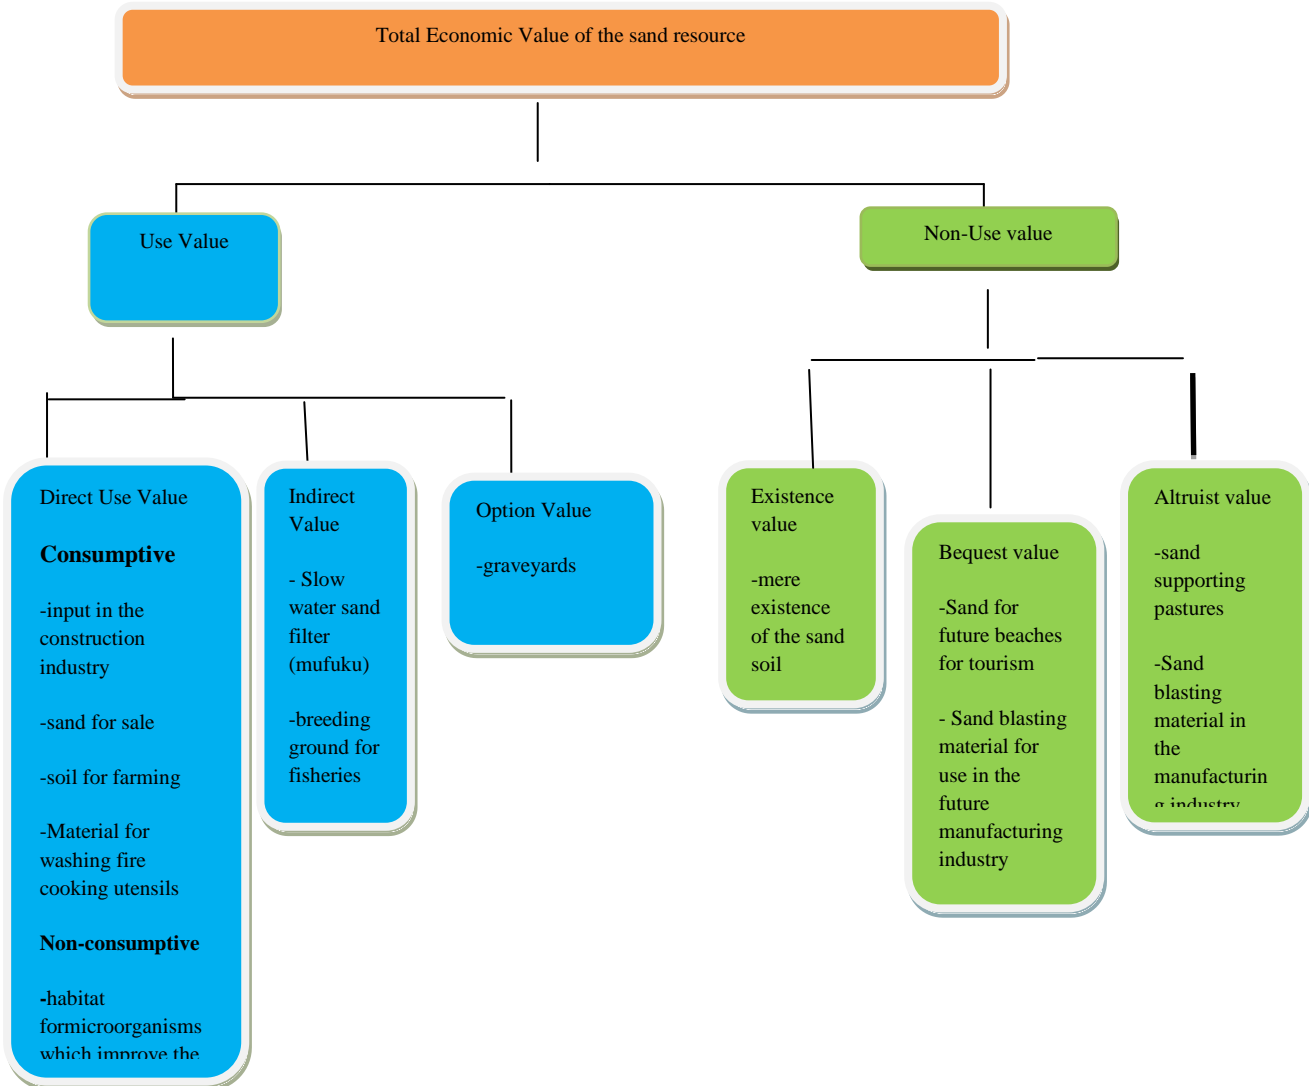 Total Economic Value of the sand resource
Use Value
Non-Use value
Direct Use Value
Consumptive
-input in the
construction
industry
-sand for sale
-soil for farming
-Material for
washing fire
cooking utensils
Non-consumptive
-habitat
formicroorganisms
which improve the
Indirect
Value
- Slow
water sand
filter
(mufuku)
-breeding
ground for
fisheries
Option Value
-graveyards
Existence
value
-mere
existence
of the sand
soil
Bequest value
-Sand for
future beaches
for tourism
- Sand blasting
material for
use in the
future
manufacturing
industry
Altruist value
-sand
supporting
pastures
-Sand
blasting
material in
the
manufacturin
g industry